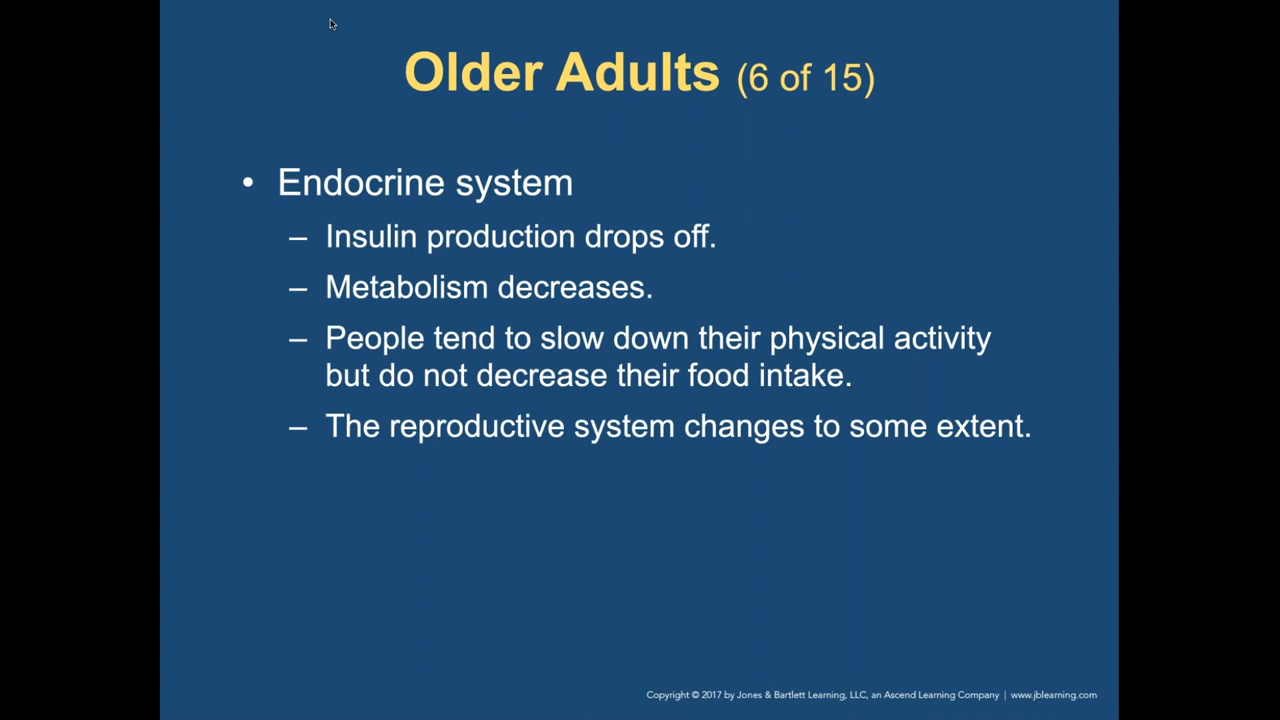 Older Adults (6 of 15)
• Endocrine system
– Insulin production drops off.
– Metabolism decreases.
– People tend to slow down their physical activity
but do not decrease their food intake.
– The reproductive system changes to some extent.
Copyright © 2017 by Jones & Bartlett Learning, LLC, an Ascend Learning Company | www.jblearning.com